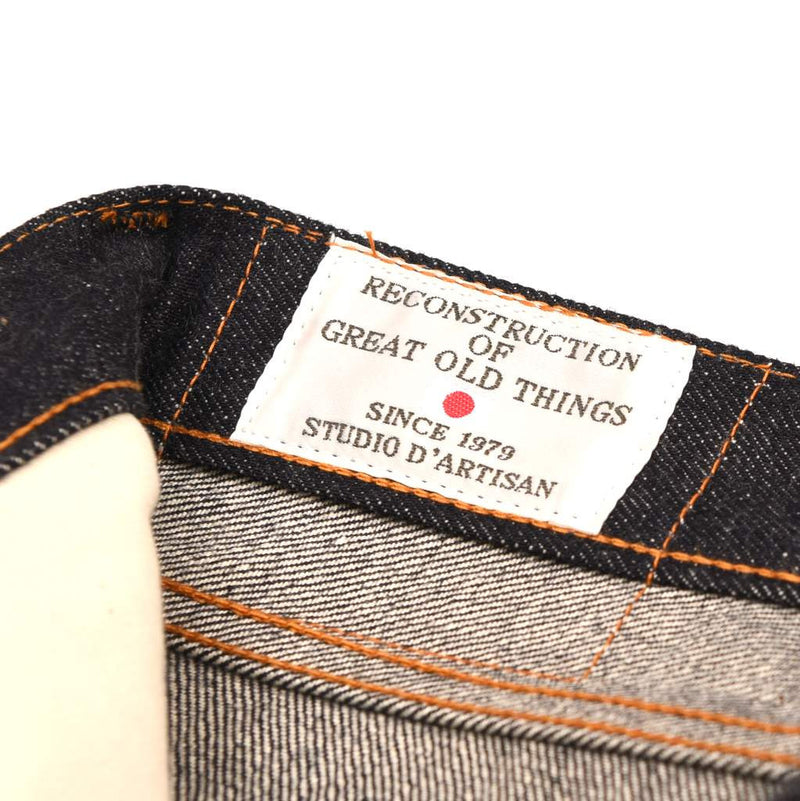 RECONSTRUCTION
OF
GREAT OLD THINGS
SINCE 1979
STUDIO D'ARTISAN